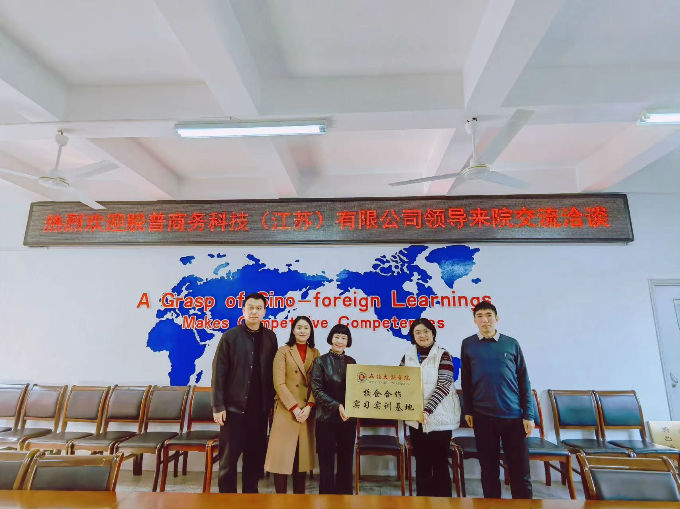 热烈欢迎暖普商务科技（江苏）有限公司领导来院交流洽谈
A Grasp of Sino-foreign Learnings
Makes Competitive Competences
校企合作
实习实训基地